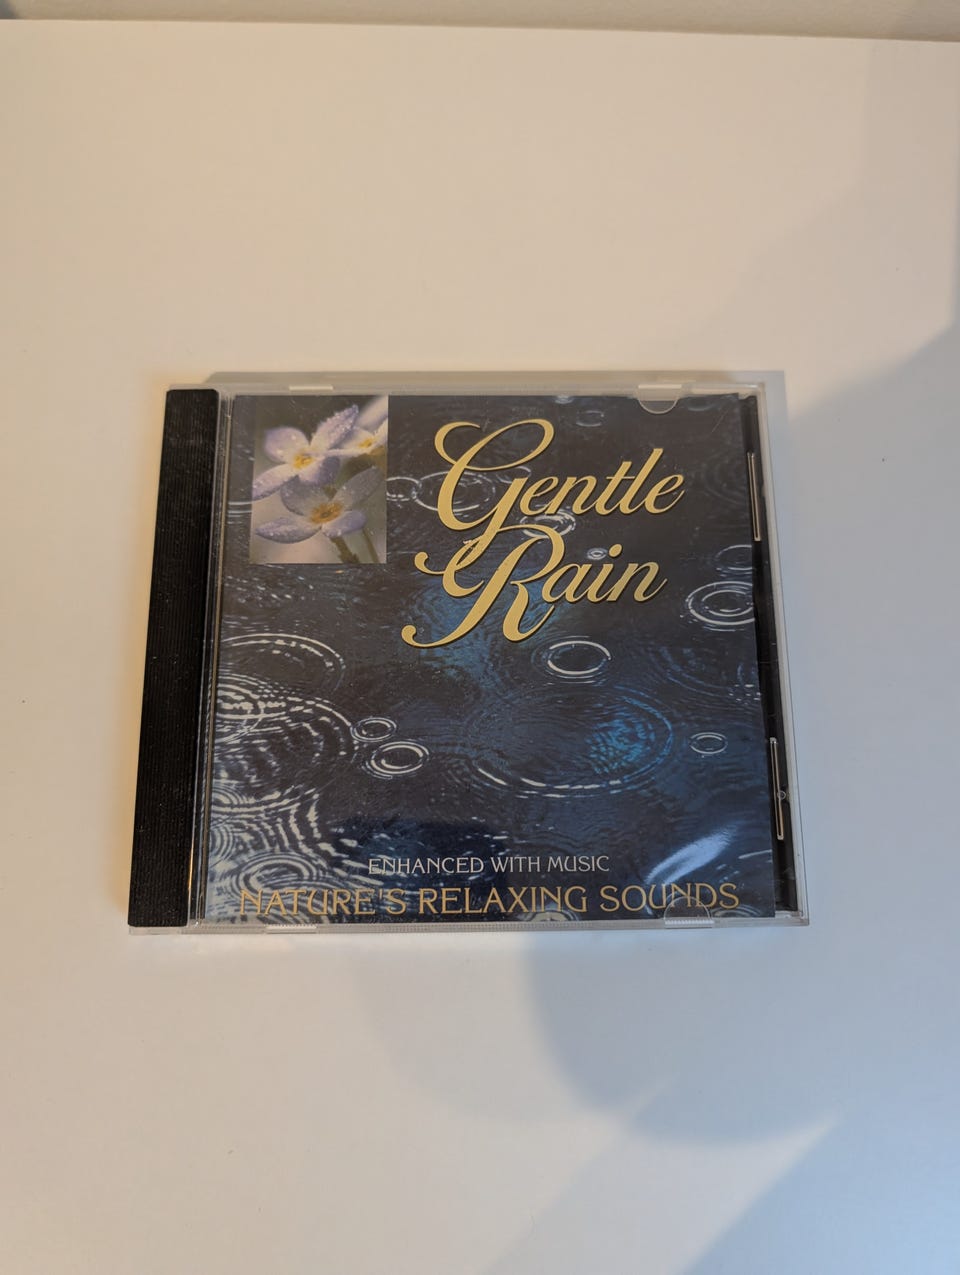 Gentle
Rain
ENHANCED WITH MUSIC
NATURE'S RELAXING SOUNDS